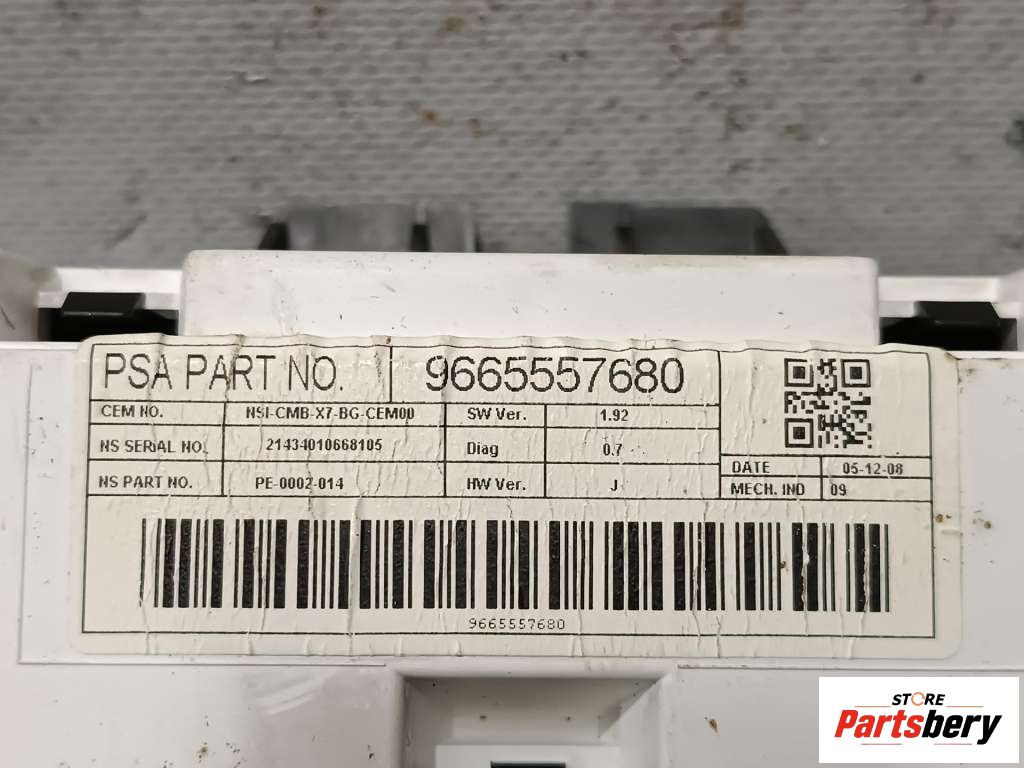 PSA PART NO. 9665557680
CEM NO. NSI-CMB-X7-BG-CEM00 SW Ver. 1.92
NS SERIAL NO. 21434010668105 Diag 0.7
NS PART NO. PE-0002-014 HW Ver. J
DATE 05-12-08
MECH. IND 09
9665557680
STORE
Partsbery